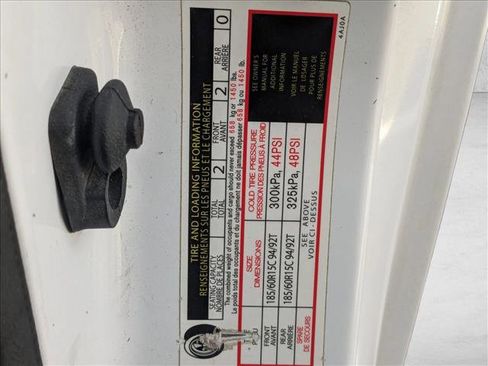 TIRE AND LOADING INFORMATION
RENSEIGNEMENTS SUR LES PNEUS ET LE CHARGEMENT
SEATING CAPACITY TOTAL 2 FRONT 2 REAR 0
NOMBRE DE PLACES TOTAL AVANT ARRIÈRE
The combined weight of occupants and cargo should never exceed 658 kg or 1450 lbs.
Le poids total des occupants et du chargement ne doit jamais dépasser 658 kg or 1450 lb.
SIZE COLD TIRE PRESSURE
DIMENSIONS PRESSION DES PNEUS À FROID
FRONT 185/60R15C 94/92T 300kPa, 44PSI
AVANT
REAR 185/60R15C 94/92T 325kPa, 48PSI
ARRIÈRE
SPARE SEE ABOVE
DE SECOURS VOIR CI-DESSUS
SEE OWNER'S
MANUAL FOR
ADDITIONAL
INFORMATION
VOIR LE MANUEL
DE L'USAGER
POUR PLUS DE
RENSEIGNEMENTS
4AJ0A